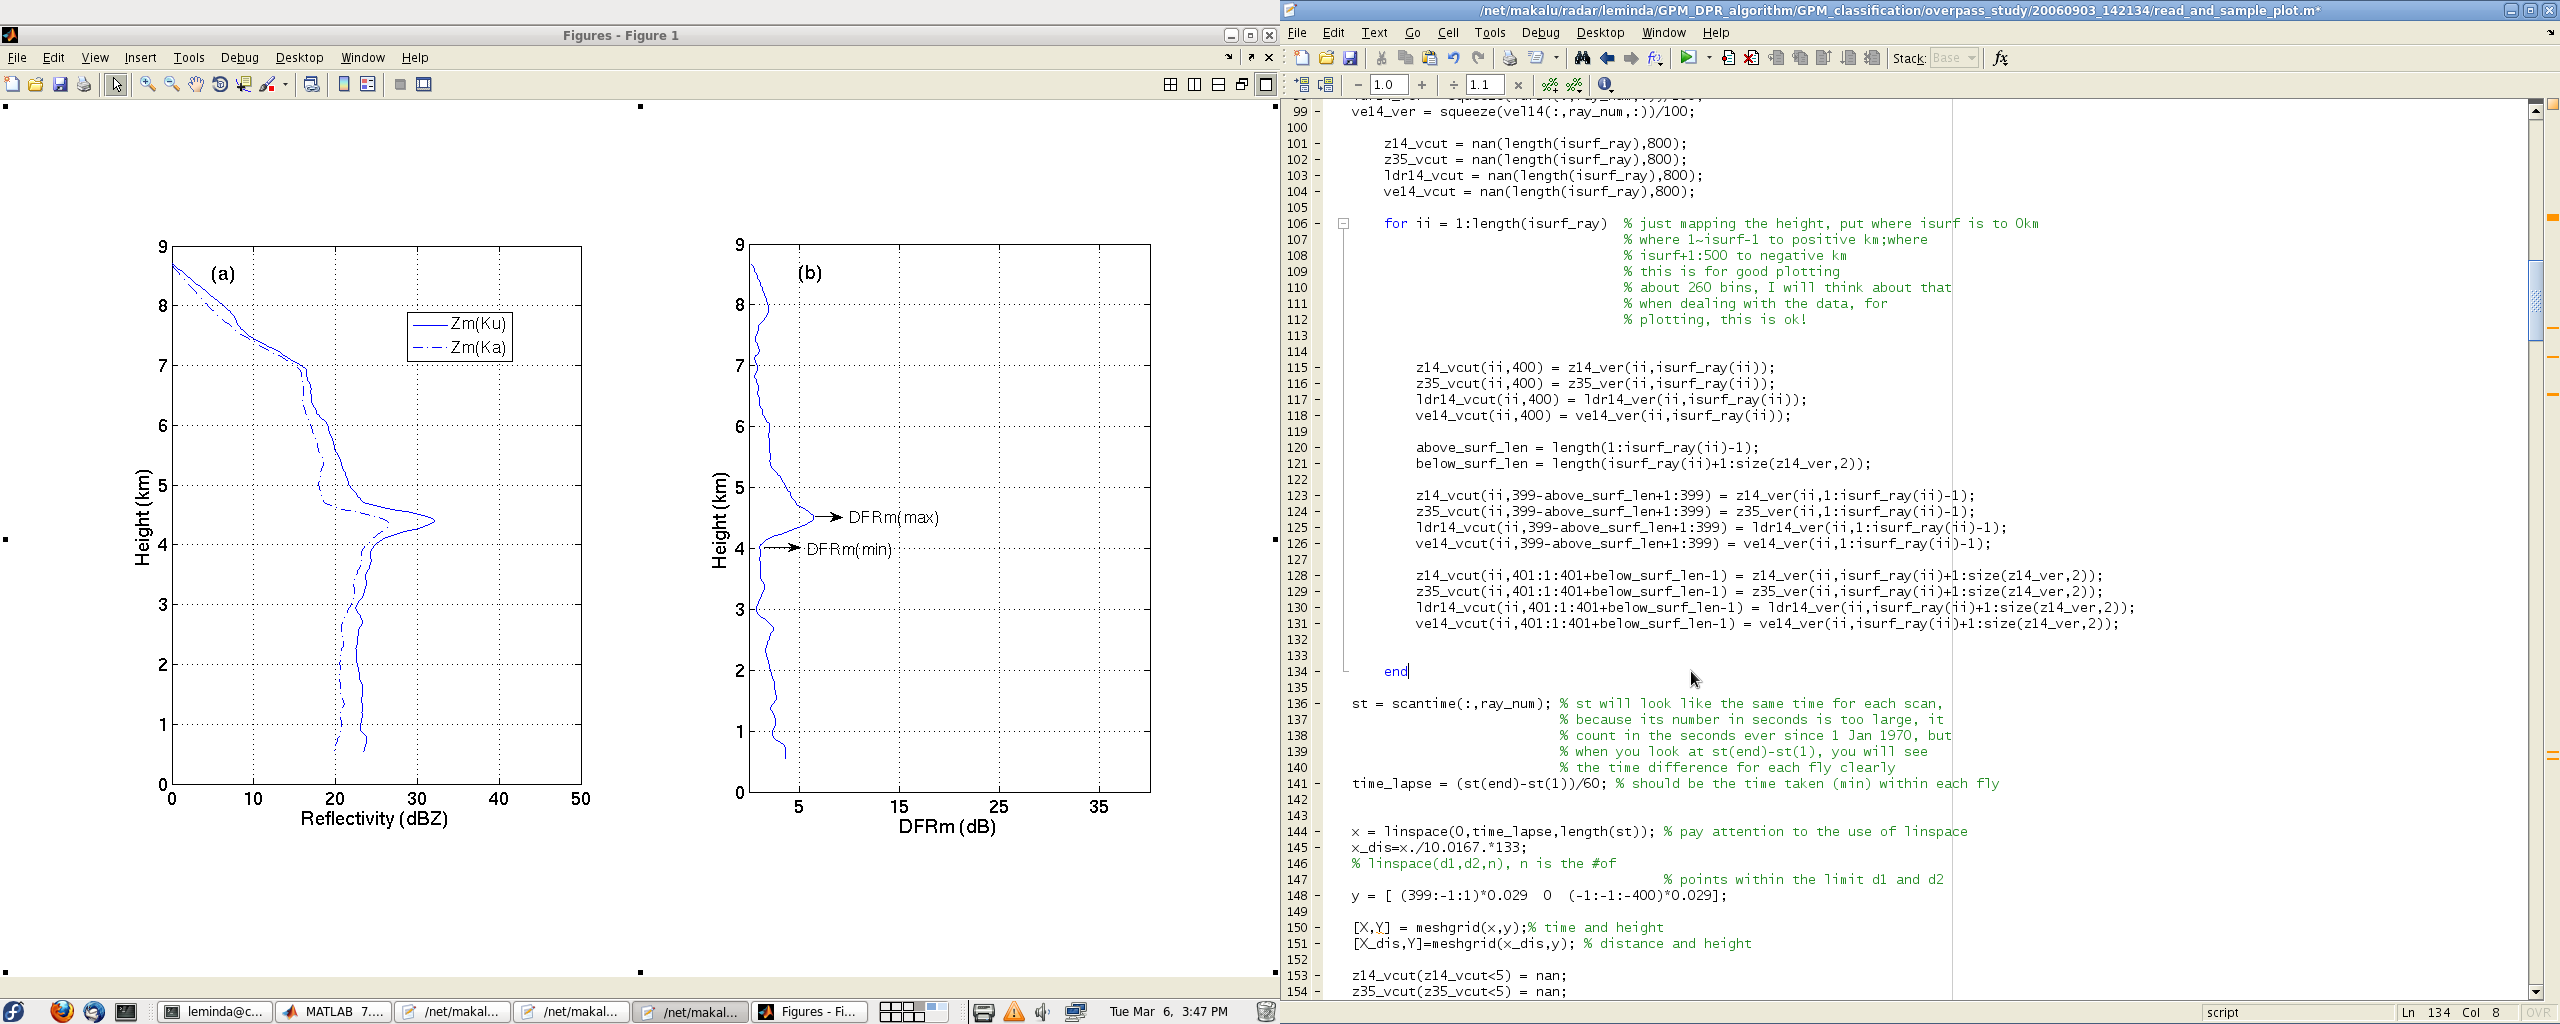 Figures - Figure 1
File Edit View Insert Tools Debug Desktop Window Help
9
8
7
6
5
4
3
2
1
0
0 10 20 30 40 50
Height (km)
Reflectivity (dBZ)
(a)
Zm(Ku)
Zm(Ka)
9
8
7
6
5
4
3
2
1
0
5 15 25 35
Height (km)
DFRm (dB)
(b)
DFRm(max)
DFRm(min)
leminda@c...
MATLAB 7....
/net/makal...
/net/makal...
/net/makal...
Figures - Fi...
Tue Mar 6, 3:47 PM
/net/makalu/radar/leminda/GPM_DPR_algorithm/GPM_classification/overpass_study/20060903_142134/read_and_sample_plot.m*
File Edit Text Go Cell Tools Debug Desktop Window Help
Stack: Base fx
− 1.0 + ÷ 1.1 ×
99 – ve14_ver = squeeze(vel14(:,ray_num,:))/100;
100
101 – z14_vcut = nan(length(isurf_ray),800);
102 – z35_vcut = nan(length(isurf_ray),800);
103 – ldr14_vcut = nan(length(isurf_ray),800);
104 – ve14_vcut = nan(length(isurf_ray),800);
105
106 – for ii = 1:length(isurf_ray) % just mapping the height, put where isurf is to 0km
107 % where 1~isurf-1 to positive km;where
108 % isurf+1:500 to negative km
109 % this is for good plotting
110 % about 260 bins, I will think about that
111 % when dealing with the data, for
112 % plotting, this is ok!
113
114
115 – z14_vcut(ii,400) = z14_ver(ii,isurf_ray(ii));
116 – z35_vcut(ii,400) = z35_ver(ii,isurf_ray(ii));
117 – ldr14_vcut(ii,400) = ldr14_ver(ii,isurf_ray(ii));
118 – ve14_vcut(ii,400) = ve14_ver(ii,isurf_ray(ii));
119
120 – above_surf_len = length(1:isurf_ray(ii)-1);
121 – below_surf_len = length(isurf_ray(ii)+1:size(z14_ver,2));
122
123 – z14_vcut(ii,399-above_surf_len+1:399) = z14_ver(ii,1:isurf_ray(ii)-1);
124 – z35_vcut(ii,399-above_surf_len+1:399) = z35_ver(ii,1:isurf_ray(ii)-1);
125 – ldr14_vcut(ii,399-above_surf_len+1:399) = ldr14_ver(ii,1:isurf_ray(ii)-1);
126 – ve14_vcut(ii,399-above_surf_len+1:399) = ve14_ver(ii,1:isurf_ray(ii)-1);
127
128 – z14_vcut(ii,401:1:401+below_surf_len-1) = z14_ver(ii,isurf_ray(ii)+1:size(z14_ver,2));
129 – z35_vcut(ii,401:1:401+below_surf_len-1) = z35_ver(ii,isurf_ray(ii)+1:size(z14_ver,2));
130 – ldr14_vcut(ii,401:1:401+below_surf_len-1) = ldr14_ver(ii,isurf_ray(ii)+1:size(z14_ver,2));
131 – ve14_vcut(ii,401:1:401+below_surf_len-1) = ve14_ver(ii,isurf_ray(ii)+1:size(z14_ver,2));
132
133
134 – end
135
136 – st = scantime(:,ray_num); % st will look like the same time for each scan,
137 % because its number in seconds is too large, it
138 % count in the seconds ever since 1 Jan 1970, but
139 % when you look at st(end)-st(1), you will see
140 % the time difference for each fly clearly
141 – time_lapse = (st(end)-st(1))/60; % should be the time taken (min) within each fly
142
143
144 – x = linspace(0,time_lapse,length(st)); % pay attention to the use of linspace
145 – x_dis=x./10.0167.*133;
146 % linspace(d1,d2,n), n is the #of
147 % points within the limit d1 and d2
148 – y = [ (399:-1:1)*0.029 0 (-1:-1:-400)*0.029];
149
150 – [X,Y] = meshgrid(x,y);% time and height
151 – [X_dis,Y]=meshgrid(x_dis,y); % distance and height
152
153 – z14_vcut(z14_vcut<5) = nan;
154 – z35_vcut(z35_vcut<5) = nan;
script Ln 134 Col 8 OVR